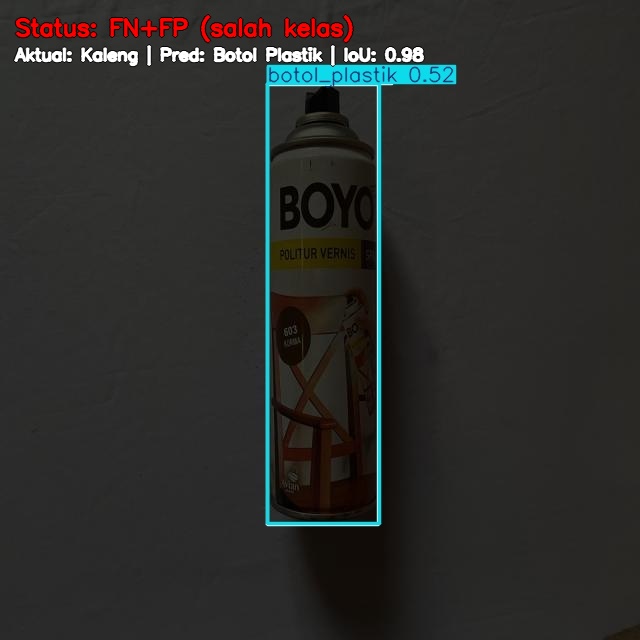 Status: FN+FP (salah kelas)
Aktual: Kaleng | Pred: Botol Plastik | IoU: 0.98
botol_plastik 0.52
BOYO
POLITUR VERNIS
603